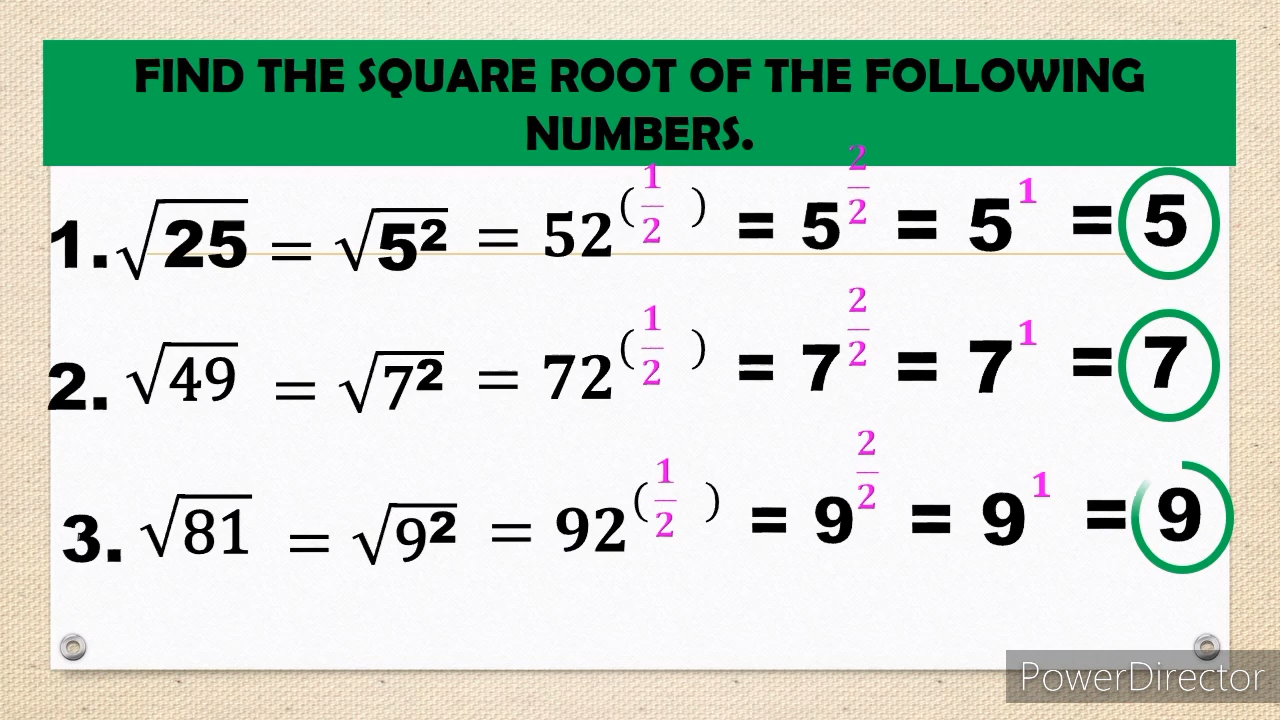 FIND THE SQUARE ROOT OF THE FOLLOWING
NUMBERS.
1. √25 = √5² = 52^(1/2) = 5^(2/2) = 5¹ = 5
2. √49 = √7² = 72^(1/2) = 7^(2/2) = 7¹ = 7
3. √81 = √9² = 92^(1/2) = 9^(2/2) = 9¹ = 9
PowerDirector